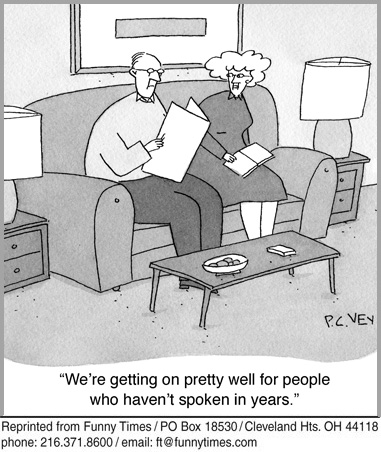 P.C. VEY
“We’re getting on pretty well for people
who haven’t spoken in years.”
Reprinted from Funny Times / PO Box 18530 / Cleveland Hts. OH 44118
phone: 216.371.8600 / email: ft@funnytimes.com